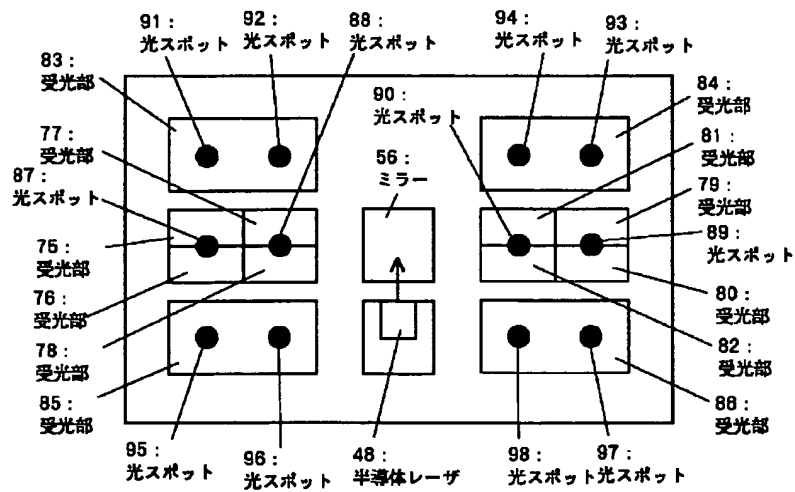 91：
光スポット
92：
光スポット
88：
光スポット
94：
光スポット
93：
光スポット
83：
受光部
90：
光スポット
84：
受光部
77：
受光部
56：
ミラー
81：
受光部
87：
光スポット
79：
受光部
75：
受光部
89：
光スポット
76：
受光部
80：
受光部
78：
受光部
82：
受光部
85：
受光部
86：
受光部
95：
光スポット
96：
光スポット
48：
半導体レーザ
98：
光スポット
97：
光スポット